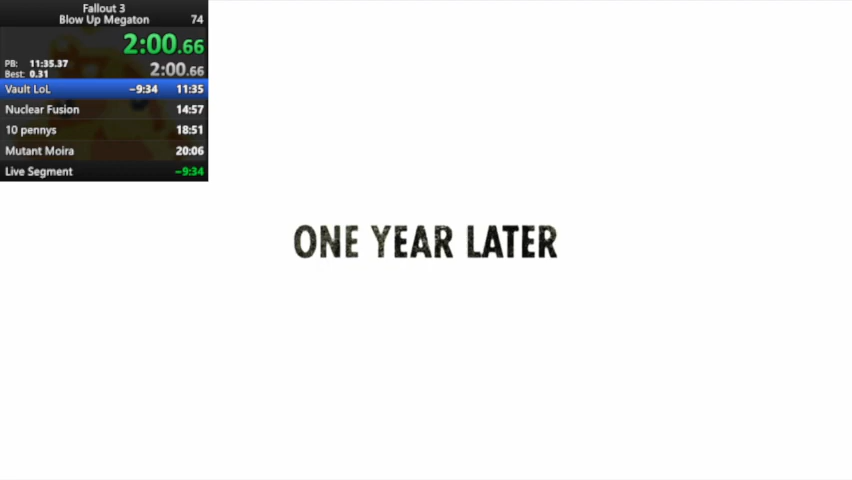 Fallout 3
Blow Up Megaton 74
2:00.66
PB: 11:35.37
Best: 0.31
2:00.66
Vault LoL -9:34 11:35
Nuclear Fusion 14:57
10 pennys 18:51
Mutant Moira 20:06
Live Segment -9:34
ONE YEAR LATER